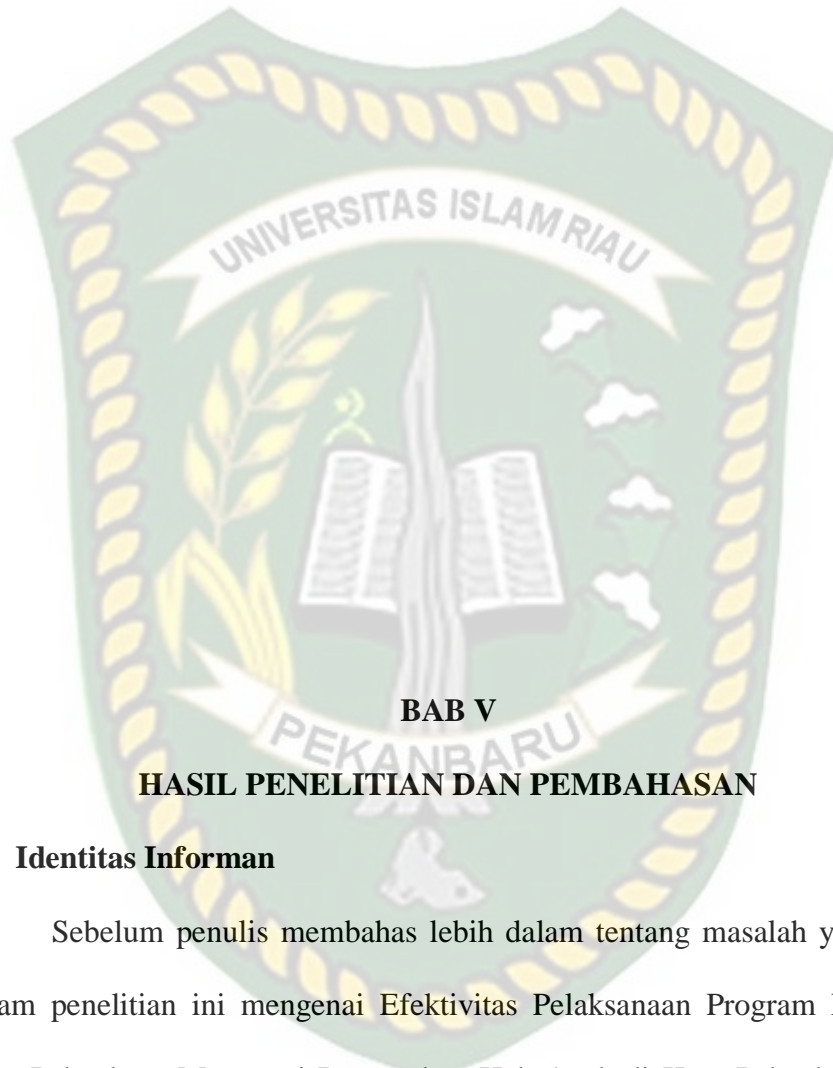 UNIVERSITAS ISLAM RIAU
BAB V
PEKANBARU
HASIL PENELITIAN DAN PEMBAHASAN
Identitas Informan
Sebelum penulis membahas lebih dalam tentang masalah y
am penelitian ini mengenai Efektivitas Pelaksanaan Program